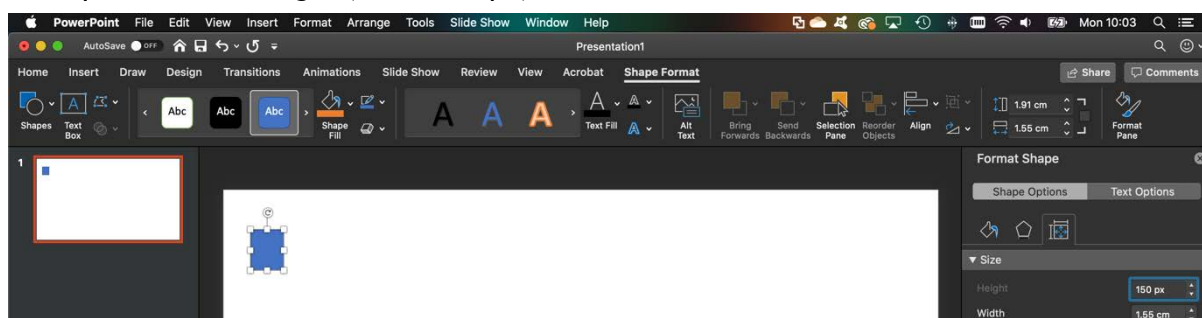 PowerPoint File Edit View Insert Format Arrange Tools Slide Show Window Help Mon 10:03
AutoSave OFF Presentation1
Home Insert Draw Design Transitions Animations Slide Show Review View Acrobat Shape Format Share Comments
Shapes Text Box Abc Abc Abc Shape Fill A A A Text Fill Alt Text Bring Forwards Send Backwards Selection Pane Reorder Objects Align 1.91 cm 1.55 cm Format Pane
1
Format Shape
Shape Options Text Options
Size
Height 150 px
Width 1.55 cm